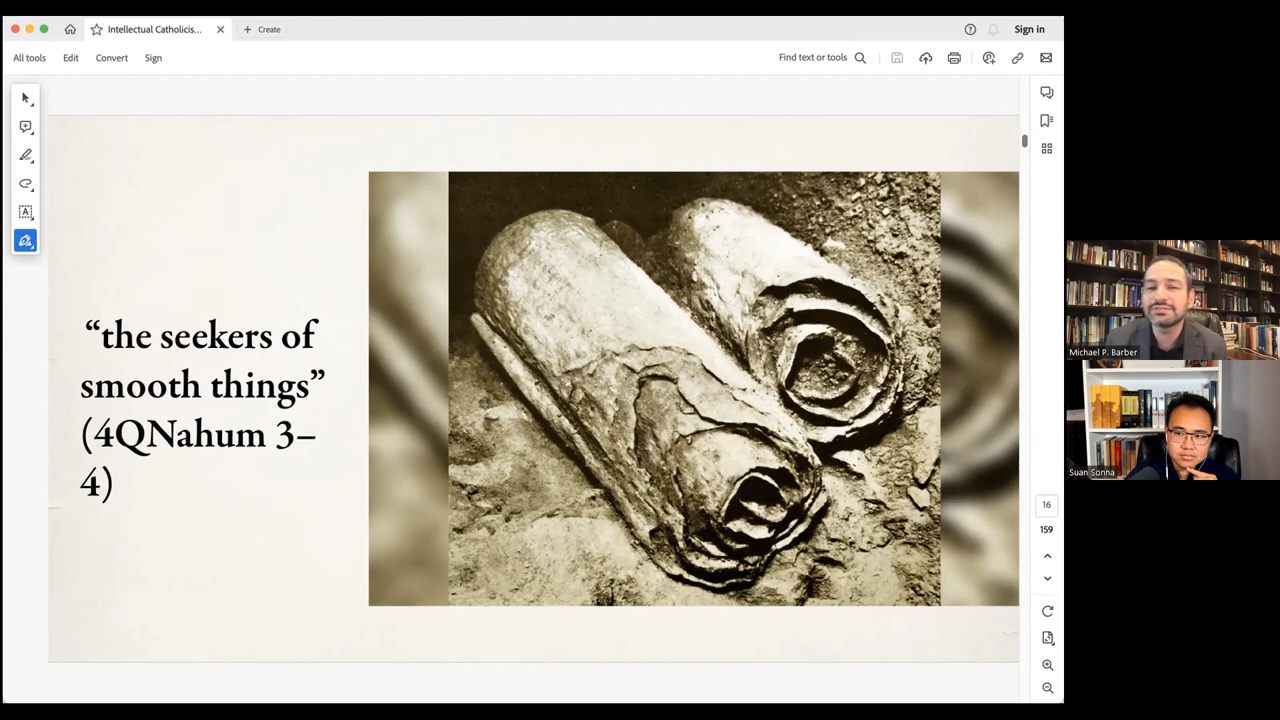 Intellectual Catholicis...
Create
Sign in
All tools
Edit
Convert
Sign
Find text or tools
“the seekers of
smooth things”
(4QNahum 3–
4)
16
159
Michael P. Barber
Suan Sonna